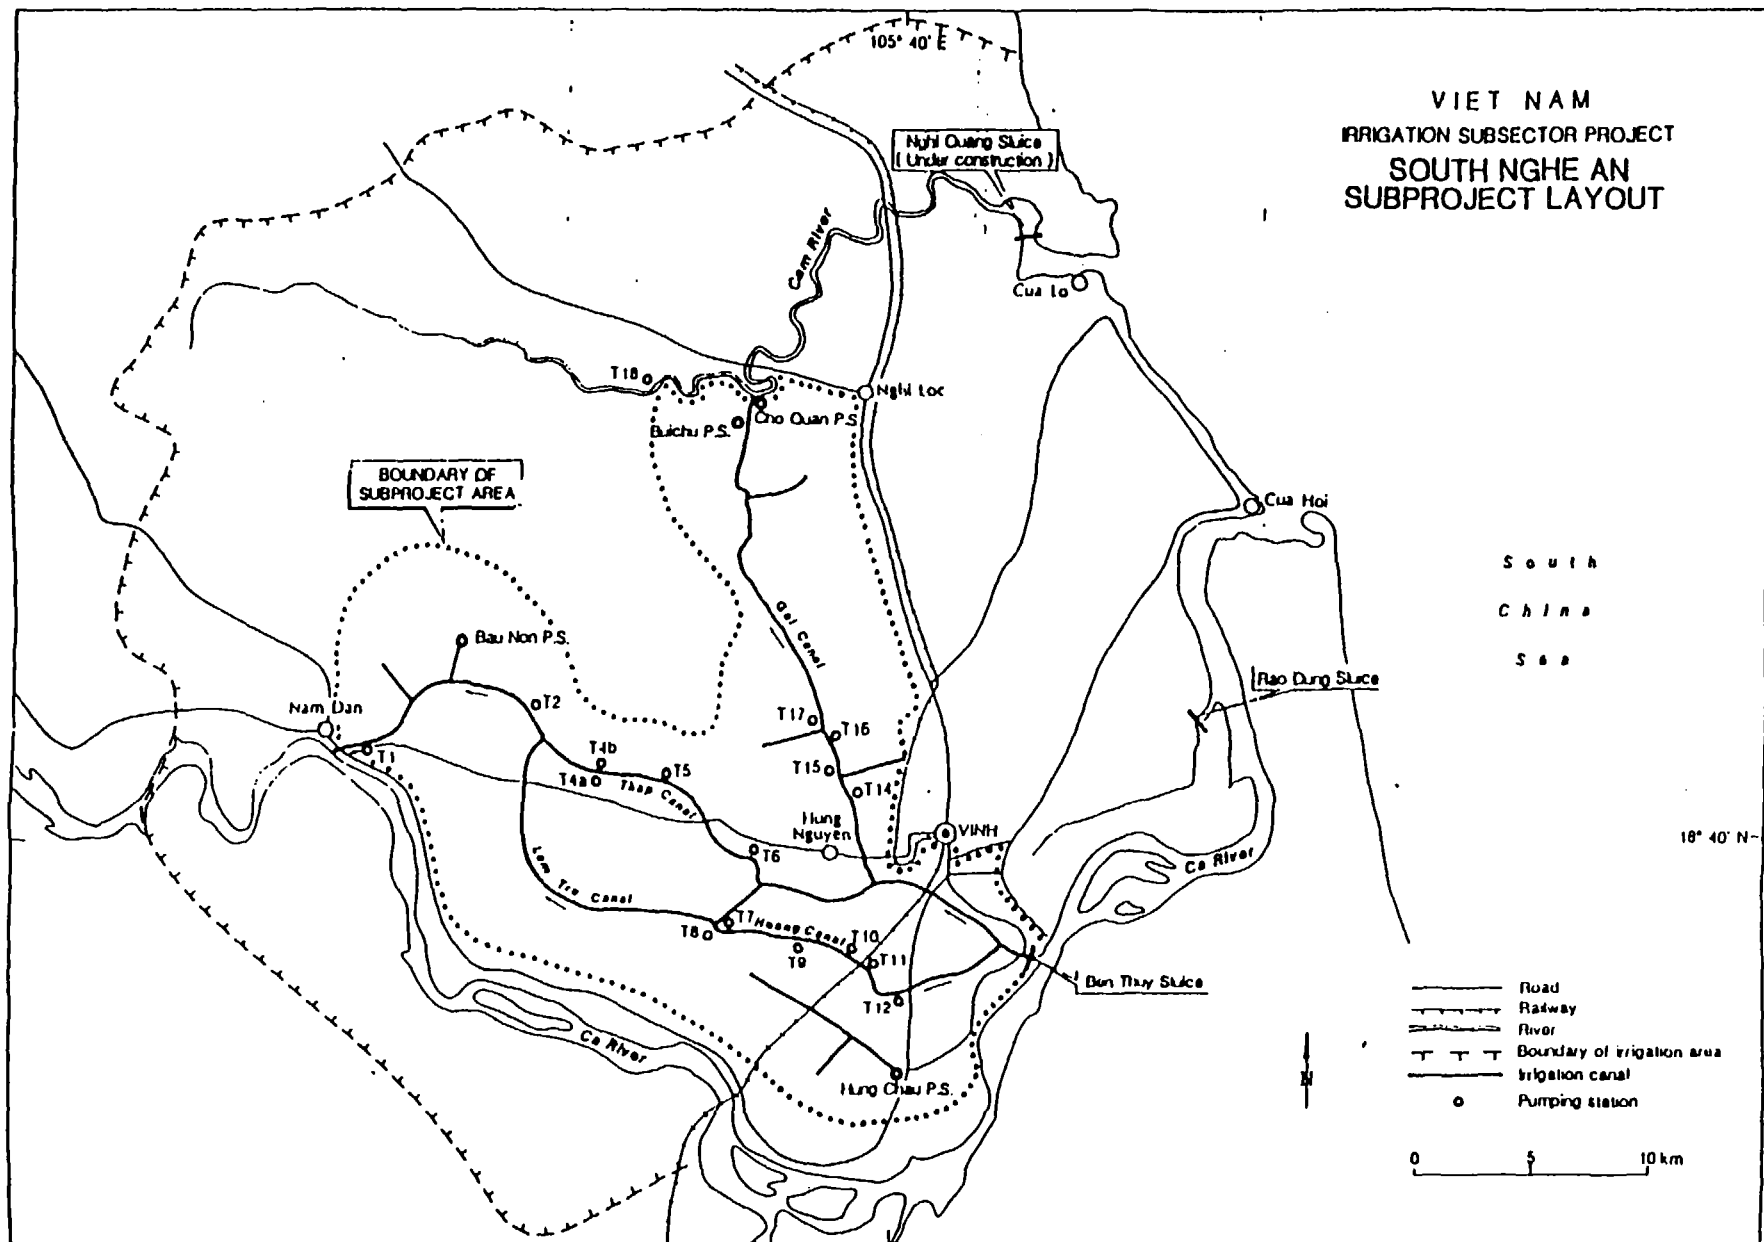 105° 40' E
VIET NAM
IRRIGATION SUBSECTOR PROJECT
SOUTH NGHE AN
SUBPROJECT LAYOUT
Nghi Quang Sluice
(Under construction)
Cam River
Cua Lo
T18
Nghi Loc
Cho Quan P.S
Buichu P.S.
BOUNDARY OF
SUBPROJECT AREA
Cua Hoi
South
China
Sea
Gai Canal
Bau Non P.S.
Rao Dung Sluice
Nam Dan
T2
T17
T16
T1
T4b
T5
T15
T4a
Thap Canal
T14
Hung
Nguyen
VINH
18° 40' N
T6
Ca River
Lam Tra Canal
T7
Hoang Canal
T10
T8
T9
T11
Ben Thuy Sluice
T12
Road
Railway
River
Boundary of irrigation area
Irrigation canal
Pumping station
Ca River
N
Hung Chau P.S.
0 5 10 km